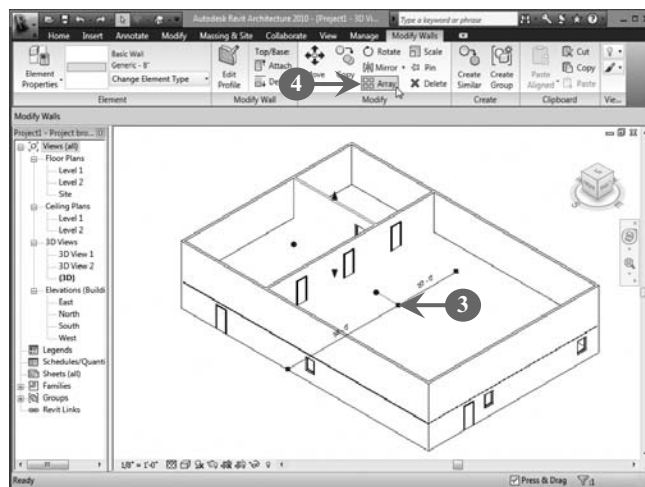 Autodesk Revit Architecture 2010 - [Project1 - 3D Vi...
Type a keyword or phrase
Home Insert Annotate Modify Massing & Site Collaborate View Manage Modify Walls
Element Properties
Basic Wall
Generic - 8"
Change Element Type
Element
Edit Profile
Top/Base:
Attach
De
Modify Wall
Move
Copy
Rotate
Scale
Mirror
Pin
Array
Delete
Modify
Create Similar
Create Group
Create
Paste Aligned
Cut
Copy
Paste
Clipboard
Vie...
4
Modify Walls
Project1 - Project bro...
Views (all)
Floor Plans
Level 1
Level 2
Site
Ceiling Plans
Level 1
Level 2
3D Views
3D View 1
3D View 2
(3D)
Elevations (Buildi
East
North
South
West
Legends
Schedules/Quanti
Sheets (all)
Families
Groups
Revit Links
3
1/8" = 1'-0"
Ready
Press & Drag
:1